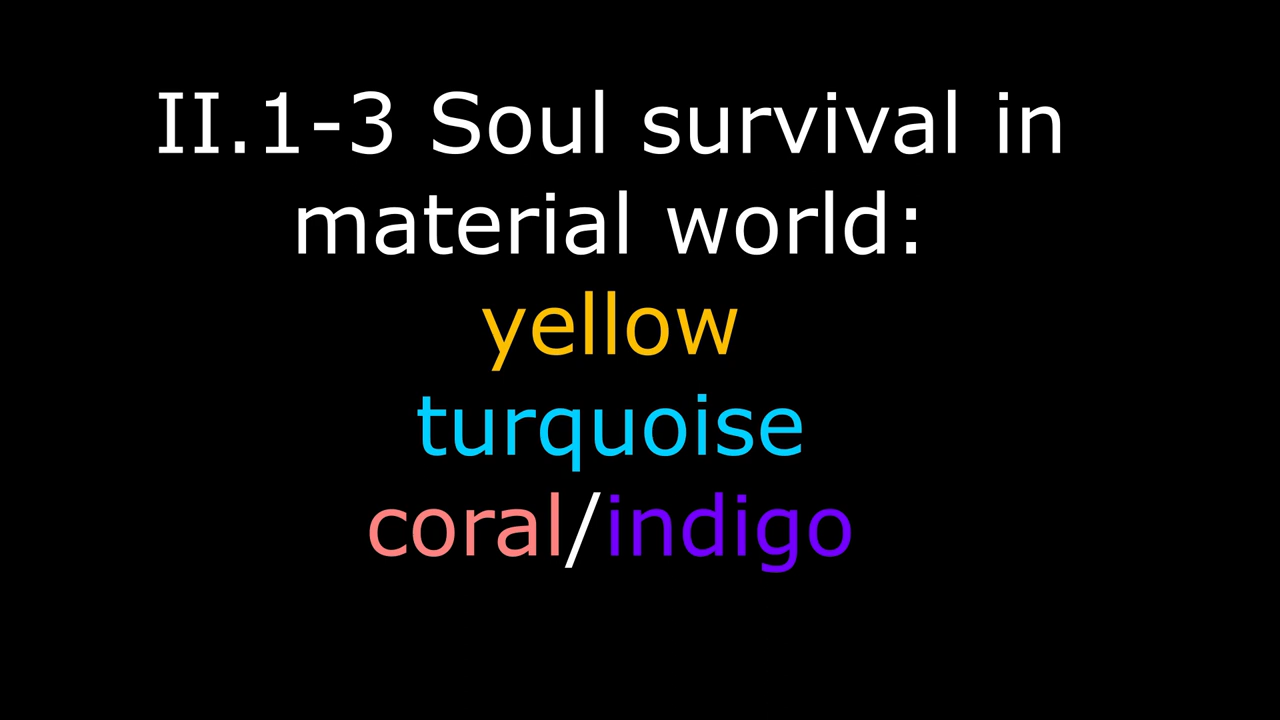 II.1-3 Soul survival in
material world:
yellow
turquoise
coral/indigo